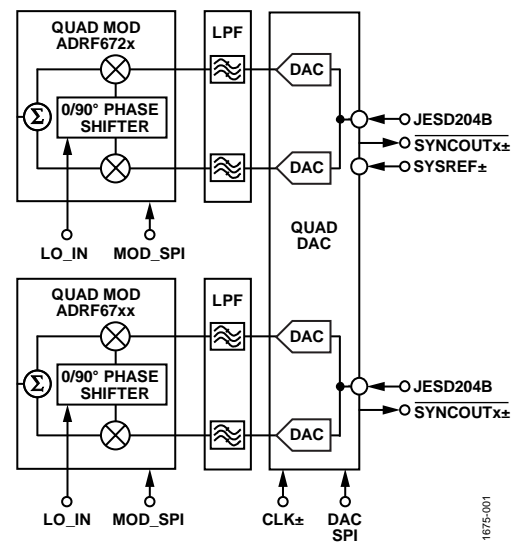 QUAD MOD
ADRF672x
LPF
DAC
0/90° PHASE
SHIFTER
Σ
JESD204B
SYNCOUTx±
SYSREF±
DAC
QUAD
DAC
LO_IN
MOD_SPI
QUAD MOD
ADRF67xx
LPF
DAC
0/90° PHASE
SHIFTER
Σ
JESD204B
SYNCOUTx±
DAC
LO_IN
MOD_SPI
CLK±
DAC
SPI
1675-001